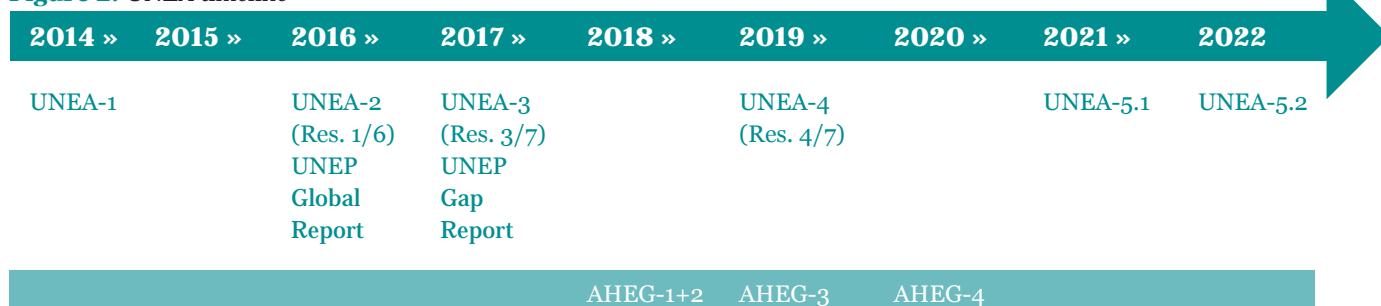 2014 » 2015 » 2016 » 2017 » 2018 » 2019 » 2020 » 2021 » 2022
UNEA-1 UNEA-2 UNEA-3 UNEA-4 UNEA-5.1 UNEA-5.2
(Res. 1/6) (Res. 3/7) (Res. 4/7)
UNEP UNEP
Global Gap
Report Report
AHEG-1+2 AHEG-3 AHEG-4